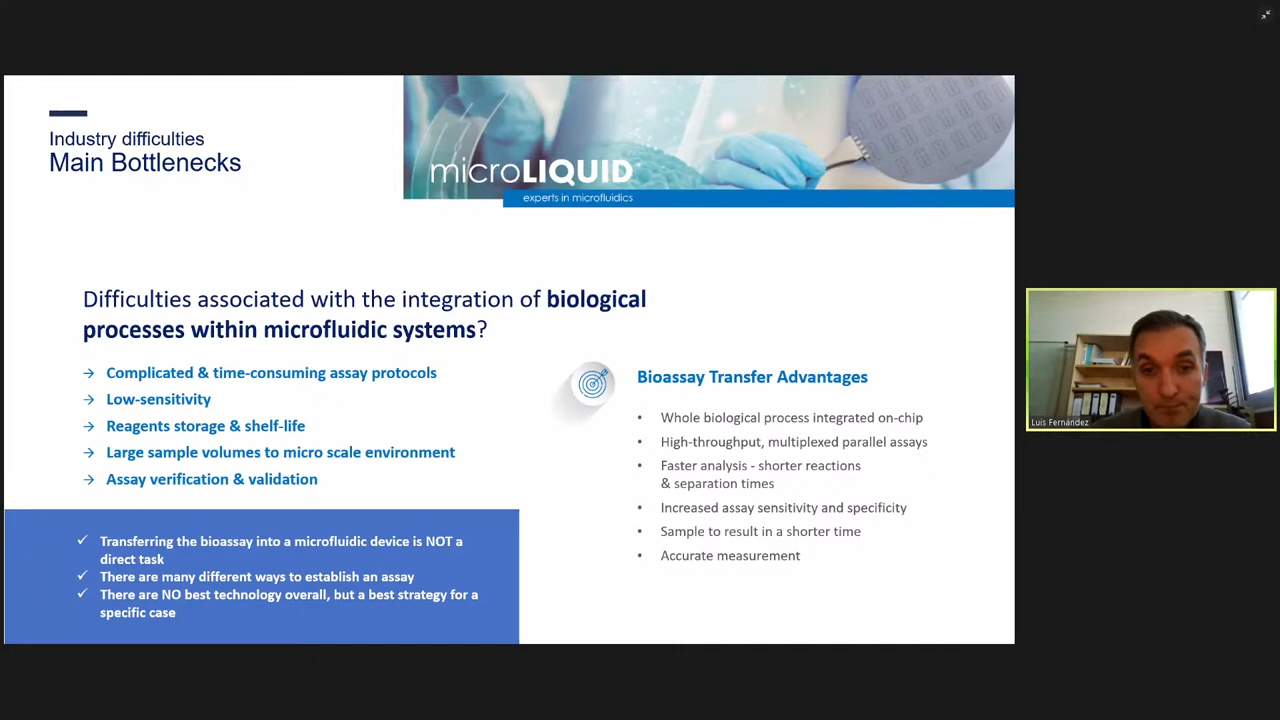 Industry difficulties
Main Bottlenecks
microLIQUID
experts in microfluidics
Difficulties associated with the integration of biological
processes within microfluidic systems?
→ Complicated & time-consuming assay protocols
→ Low-sensitivity
→ Reagents storage & shelf-life
→ Large sample volumes to micro scale environment
→ Assay verification & validation
✓ Transferring the bioassay into a microfluidic device is NOT a
direct task
✓ There are many different ways to establish an assay
✓ There are NO best technology overall, but a best strategy for a
specific case
Bioassay Transfer Advantages
• Whole biological process integrated on-chip
• High-throughput, multiplexed parallel assays
• Faster analysis - shorter reactions
& separation times
• Increased assay sensitivity and specificity
• Sample to result in a shorter time
• Accurate measurement
Luis Fernández